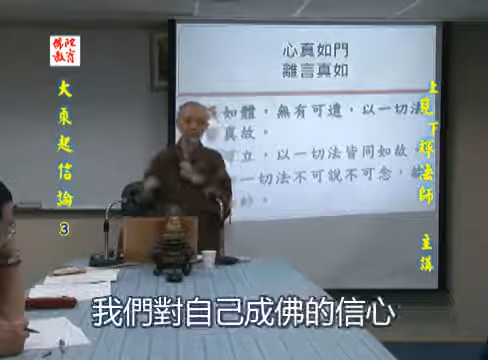 佛陀
教育
大乘起信論 3
心真如門
離言真如
如體，無有可遣，以一切法
真故。
可立，以一切法皆同如故
一切法不可說不可念，故
上見下輝法師 主講
我們對自己成佛的信心